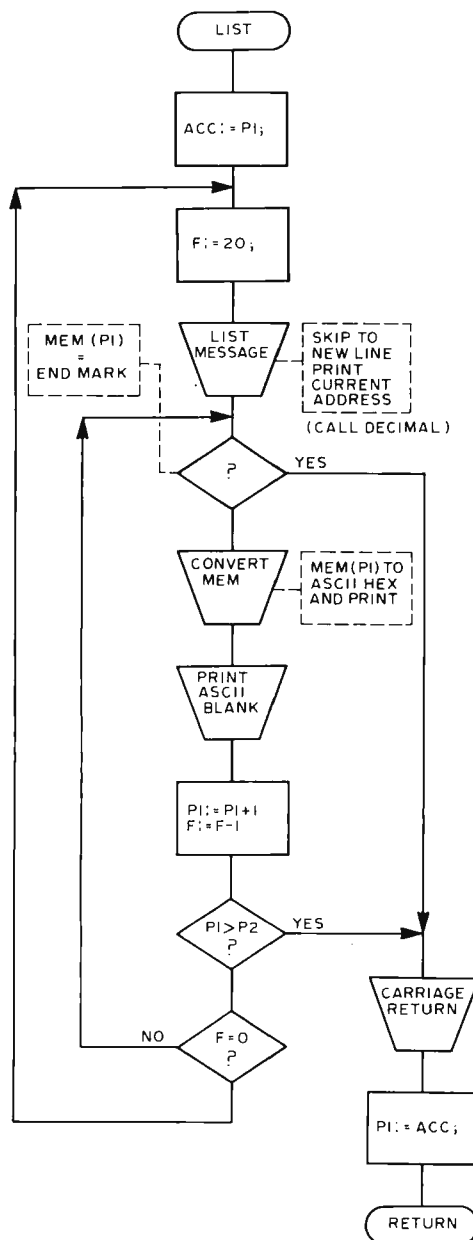 LIST
ACC:=P1;
F:=20;
MEM (P1)
=
END MARK
LIST
MESSAGE
SKIP TO
NEW LINE
PRINT
CURRENT
ADDRESS
(CALL DECIMAL)
?
YES
CONVERT
MEM
MEM(P1) TO
ASCII HEX
AND PRINT
PRINT
ASCII
BLANK
P1:=P1+1
F:=F-1
P1>P2
?
YES
CARRIAGE
RETURN
NO
F=0
?
P1:=ACC;
RETURN